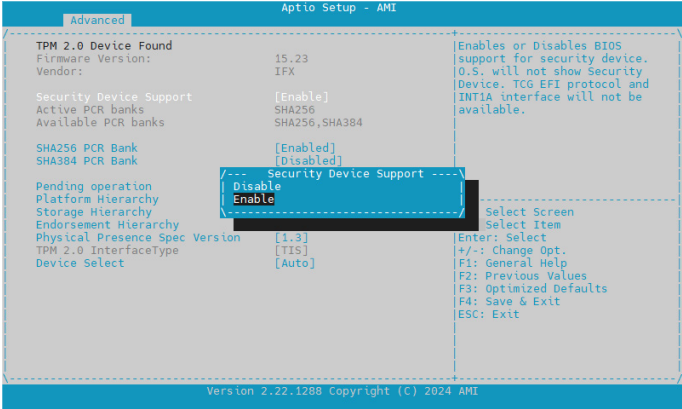 Aptio Setup - AMI
Advanced
TPM 2.0 Device Found
Firmware Version: 15.23
Vendor: IFX
Security Device Support [Enable]
Active PCR banks SHA256
Available PCR banks SHA256,SHA384
SHA256 PCR Bank [Enabled]
SHA384 PCR Bank [Disabled]
Pending operation
Platform Hierarchy
Storage Hierarchy
Endorsement Hierarchy
Physical Presence Spec Version [1.3]
TPM 2.0 InterfaceType [TIS]
Device Select [Auto]
Security Device Support
Disable
Enable
Enables or Disables BIOS
support for security device.
O.S. will not show Security
Device. TCG EFI protocol and
INT1A interface will not be
available.
Select Screen
Select Item
Enter: Select
+/-: Change Opt.
F1: General Help
F2: Previous Values
F3: Optimized Defaults
F4: Save & Exit
ESC: Exit
Version 2.22.1288 Copyright (C) 2024 AMI